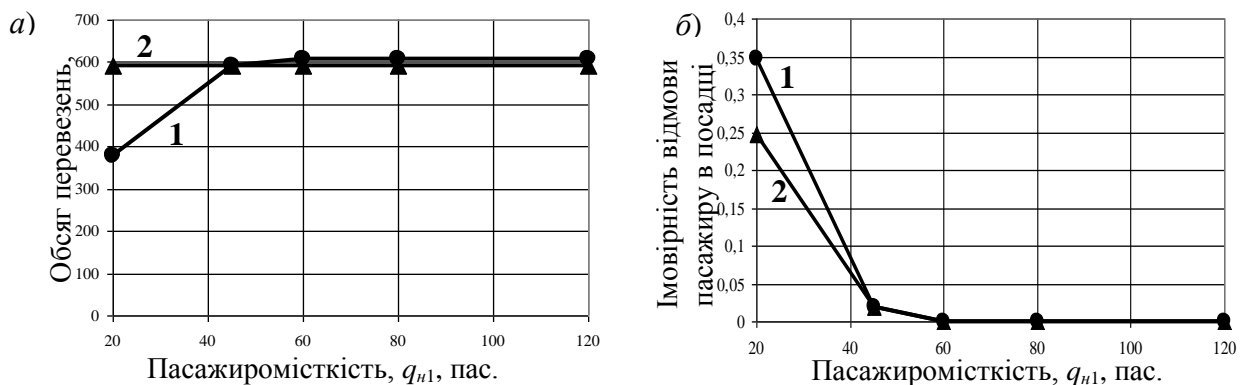 а)
Обсяг перевезень,
700
600
500
400
300
200
100
0
2
1
20 40 60 80 100 120
Пасажиромісткість, qн1, пас.
б)
Імовірність відмови
пасажиру в посадці
0,4
0,35
0,3
0,25
0,2
0,15
0,1
0,05
0
1
2
20 40 60 80 100 120
Пасажиромісткість, qн1, пас.